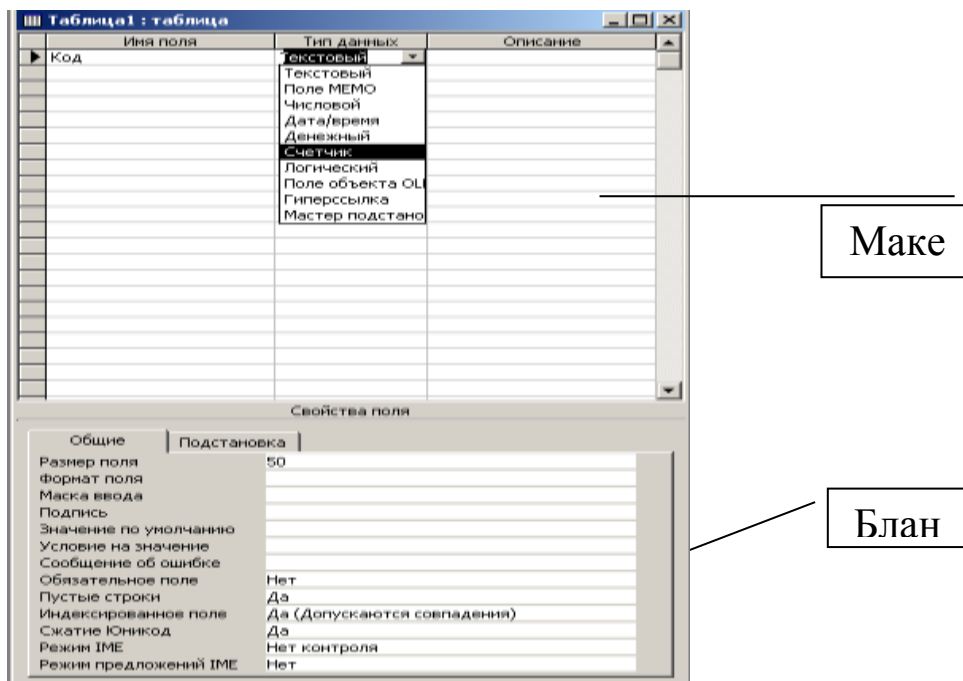 Таблица1 : таблица
Имя поля Тип данных Описание
Код Текстовый
Текстовый
Поле МЕМО
Числовой
Дата/время
Денежный
Счетчик
Логический
Поле объекта OLI
Гиперссылка
Мастер подстано
Маке
Свойства поля
Общие Подстановка
Размер поля 50
Формат поля
Маска ввода
Подпись
Значение по умолчанию
Условие на значение
Сообщение об ошибке
Обязательное поле Нет
Пустые строки Да
Индексированное поле Да (Допускаются совпадения)
Сжатие Юникод Да
Режим IME Нет контроля
Режим предложений IME Нет
Блан